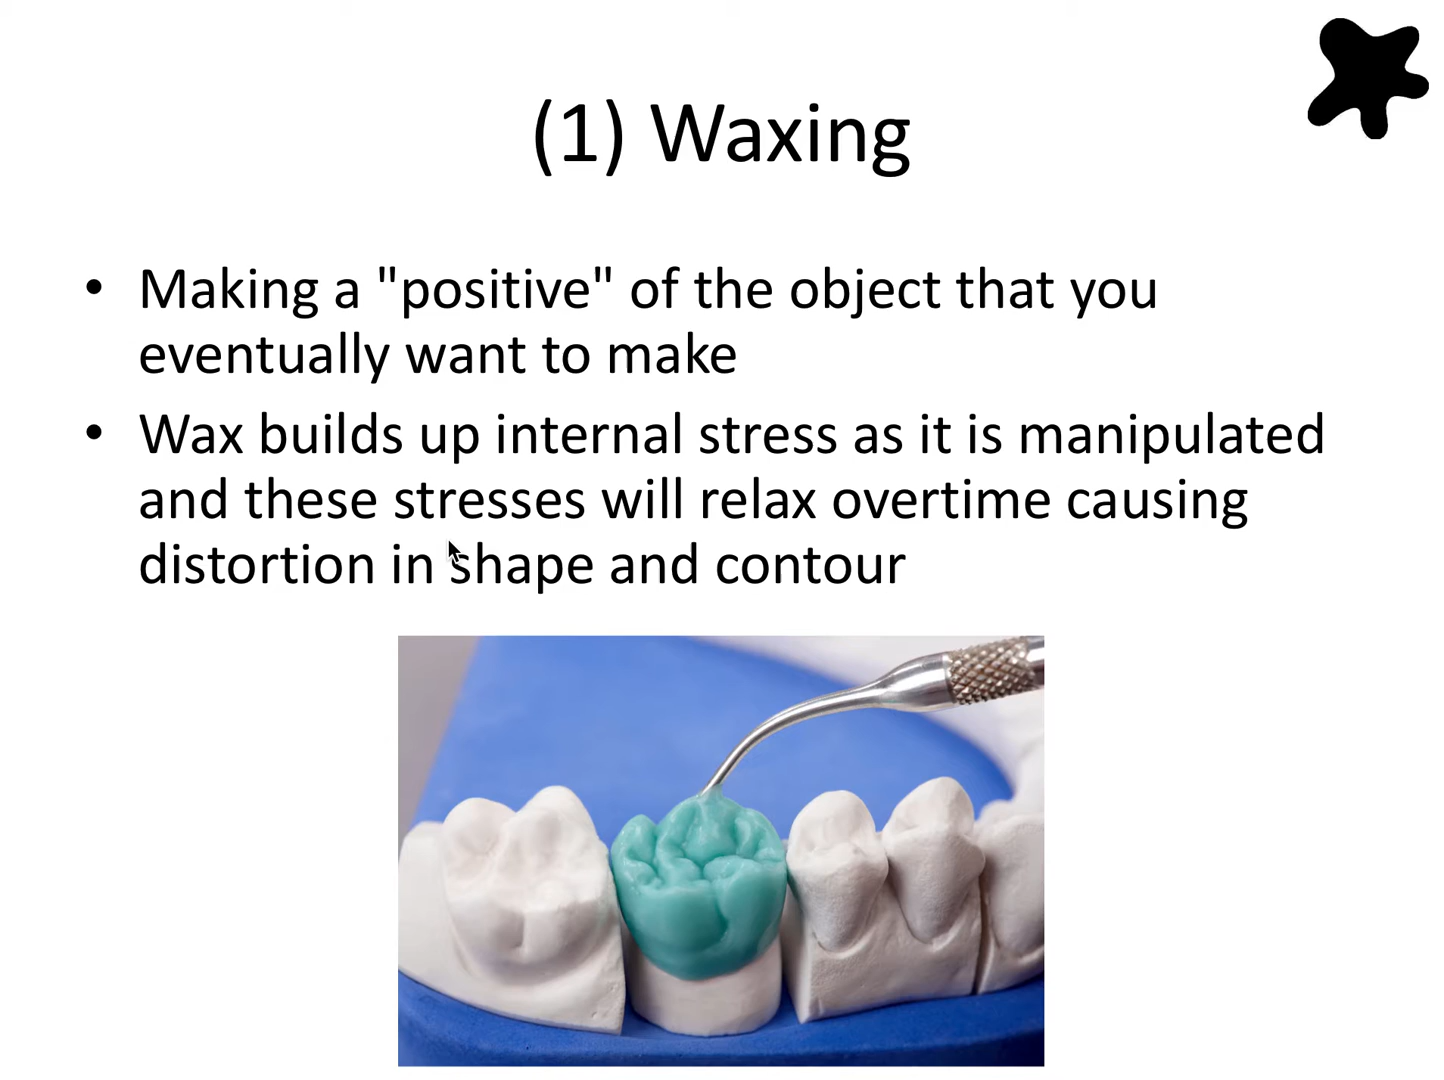 (1) Waxing
• Making a "positive" of the object that you
eventually want to make
• Wax builds up internal stress as it is manipulated
and these stresses will relax overtime causing
distortion in shape and contour